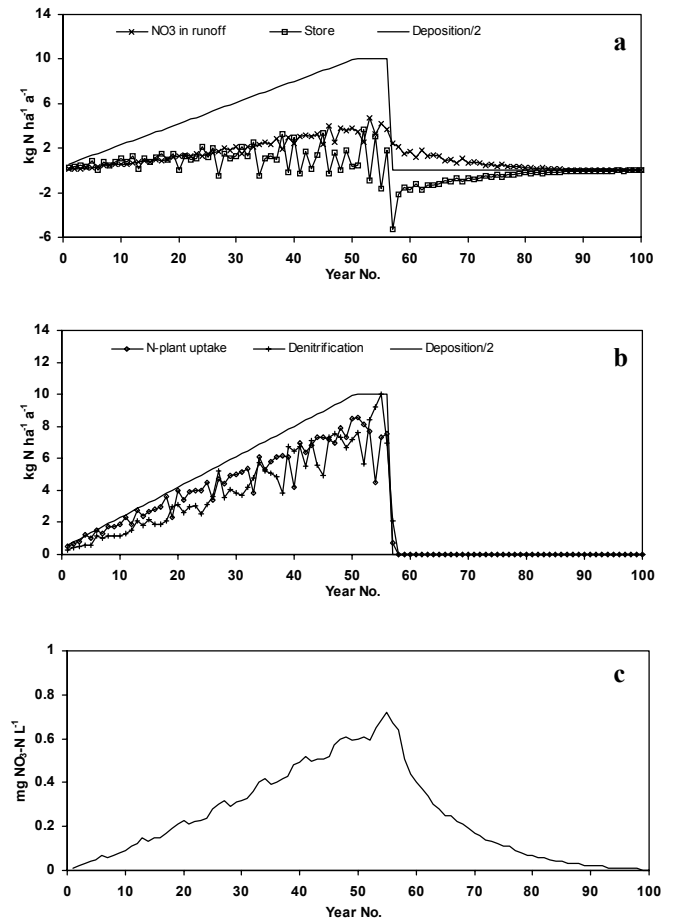 14
10
6
2
-2
-6
kg N ha⁻¹ a⁻¹
NO3 in runoff Store Deposition/2
a
0 10 20 30 40 50 60 70 80 90 100
Year No.
14
12
10
8
6
4
2
0
kg N ha⁻¹ a⁻¹
N-plant uptake Denitrification Deposition/2
b
0 10 20 30 40 50 60 70 80 90 100
Year No.
1
0.8
0.6
0.4
0.2
0
mg NO₃-N L⁻¹
c
0 10 20 30 40 50 60 70 80 90 100
Year No.